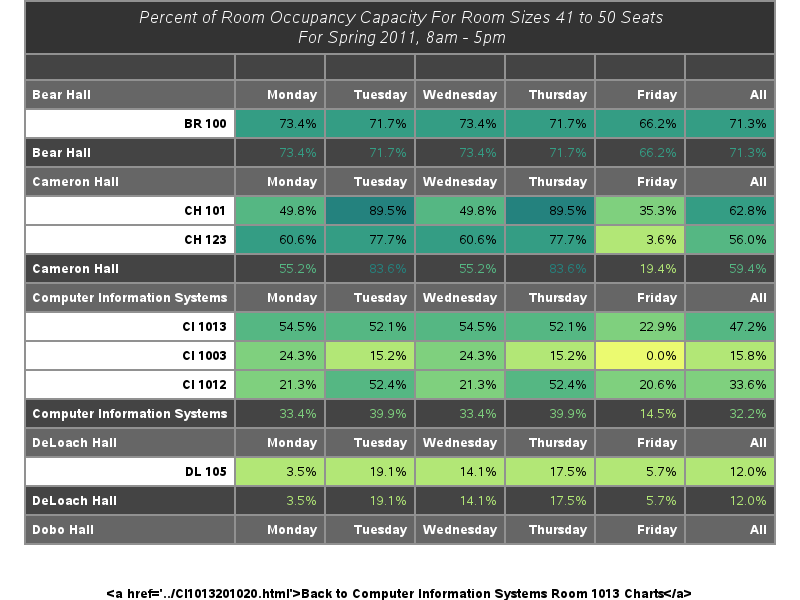 Percent of Room Occupancy Capacity For Room Sizes 41 to 50 Seats
For Spring 2011, 8am - 5pm
Bear Hall Monday Tuesday Wednesday Thursday Friday All
BR 100 73.4% 71.7% 73.4% 71.7% 66.2% 71.3%
Bear Hall 73.4% 71.7% 73.4% 71.7% 66.2% 71.3%
Cameron Hall Monday Tuesday Wednesday Thursday Friday All
CH 101 49.8% 89.5% 49.8% 89.5% 35.3% 62.8%
CH 123 60.6% 77.7% 60.6% 77.7% 3.6% 56.0%
Cameron Hall 55.2% 83.6% 55.2% 83.6% 19.4% 59.4%
Computer Information Systems Monday Tuesday Wednesday Thursday Friday All
CI 1013 54.5% 52.1% 54.5% 52.1% 22.9% 47.2%
CI 1003 24.3% 15.2% 24.3% 15.2% 0.0% 15.8%
CI 1012 21.3% 52.4% 21.3% 52.4% 20.6% 33.6%
Computer Information Systems 33.4% 39.9% 33.4% 39.9% 14.5% 32.2%
DeLoach Hall Monday Tuesday Wednesday Thursday Friday All
DL 105 3.5% 19.1% 14.1% 17.5% 5.7% 12.0%
DeLoach Hall 3.5% 19.1% 14.1% 17.5% 5.7% 12.0%
Dobo Hall Monday Tuesday Wednesday Thursday Friday All
&lt;a href='../CI1013201020.html'&gt;Back to Computer Information Systems Room 1013 Charts&lt;/a&gt;